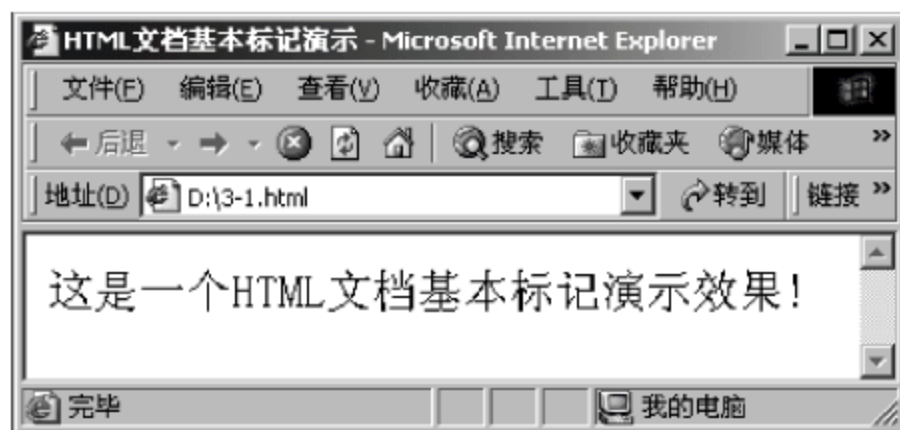 HTML文档基本标记演示 - Microsoft Internet Explorer
文件(F) 编辑(E) 查看(V) 收藏(A) 工具(T) 帮助(H)
后退 搜索 收藏夹 媒体 »
地址(D) D:\3-1.html 转到 链接 »
这是一个HTML文档基本标记演示效果!
完毕 我的电脑